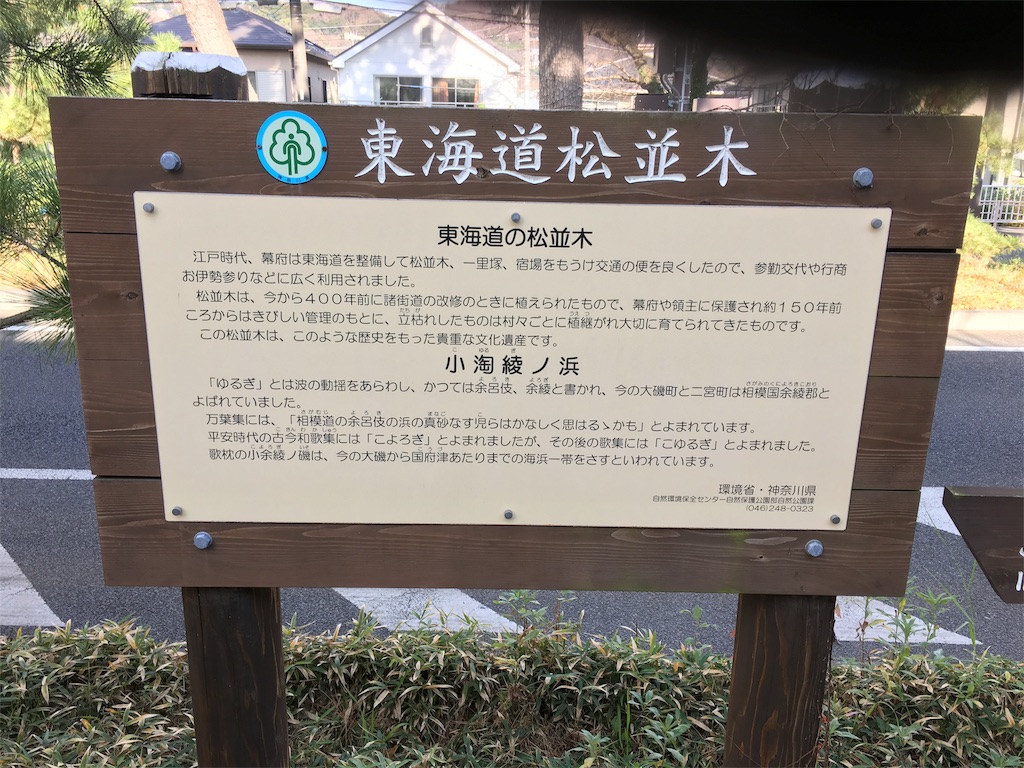 東海道松並木
東海道の松並木
江戸時代、幕府は東海道を整備して松並木、一里塚、宿場をもうけ交通の便を良くしたので、参勤交代や行商
お伊勢参りなどに広く利用されました。
松並木は、今から４００年前に諸街道の改修のときに植えられたもので、幕府や領主に保護され約１５０年前
ころからはきびしい管理のもとに、立枯れしたものは村々ごとに植継がれ大切に育てられてきたものです。
この松並木は、このような歴史をもった貴重な文化遺産です。
小淘綾ノ浜
「ゆるぎ」とは波の動揺をあらわし、かつては余呂伎、余綾と書かれ、今の大磯町と二宮町は相模国余綾郡と
よばれていました。
万葉集には、「相模道の余呂伎の浜の真砂なす児らはかなしく思はるゝかも」とよまれています。
平安時代の古今和歌集には「こよろぎ」とよまれましたが、その後の歌集には「こゆるぎ」とよまれました。
歌枕の小余綾ノ磯は、今の大磯から国府津あたりまでの海浜一帯をさすといわれています。
環境省・神奈川県
自然環境保全センター自然保護公園部自然公園課
(046)248-0323